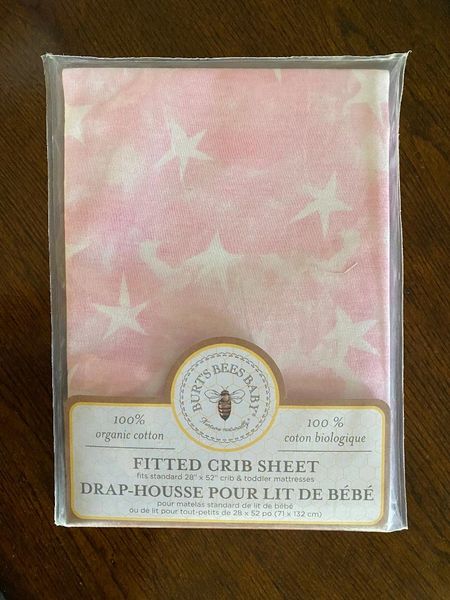 BURT'S BEES BABY
Nature naturally
100%
organic cotton
100 %
coton biologique
FITTED CRIB SHEET
fits standard 28" x 52" crib & toddler mattresses
DRAP-HOUSSE POUR LIT DE BÉBÉ
pour matelas standard de lit de bébé
ou de lit pour tout-petits de 28 x 52 po (71 x 132 cm)